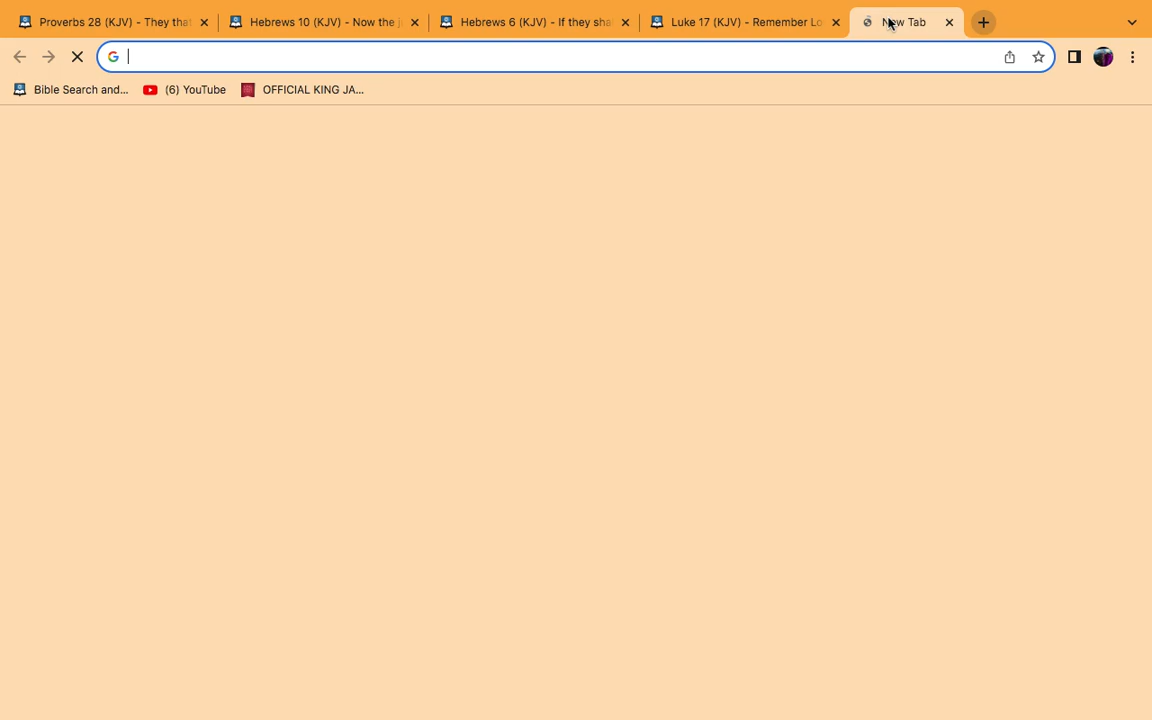 Proverbs 28 (KJV) - They that Hebrews 10 (KJV) - Now the j Hebrews 6 (KJV) - If they sha Luke 17 (KJV) - Remember Lo New Tab
Bible Search and... (6) YouTube OFFICIAL KING JA...